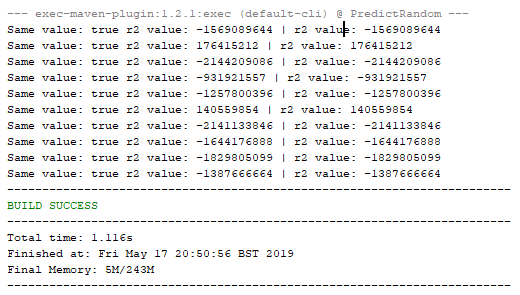 --- exec-maven-plugin:1.2.1:exec (default-cli) @ PredictRandom ---
Same value: true r2 value: -1569089644 | r2 value: -1569089644
Same value: true r2 value: 176415212 | r2 value: 176415212
Same value: true r2 value: -2144209086 | r2 value: -2144209086
Same value: true r2 value: -931921557 | r2 value: -931921557
Same value: true r2 value: -1257800396 | r2 value: -1257800396
Same value: true r2 value: 140559854 | r2 value: 140559854
Same value: true r2 value: -2141133846 | r2 value: -2141133846
Same value: true r2 value: -1644176888 | r2 value: -1644176888
Same value: true r2 value: -1829805099 | r2 value: -1829805099
Same value: true r2 value: -1387666664 | r2 value: -1387666664
------------------------------------------------------------------------
BUILD SUCCESS
------------------------------------------------------------------------
Total time: 1.116s
Finished at: Fri May 17 20:50:56 BST 2019
Final Memory: 5M/243M
------------------------------------------------------------------------